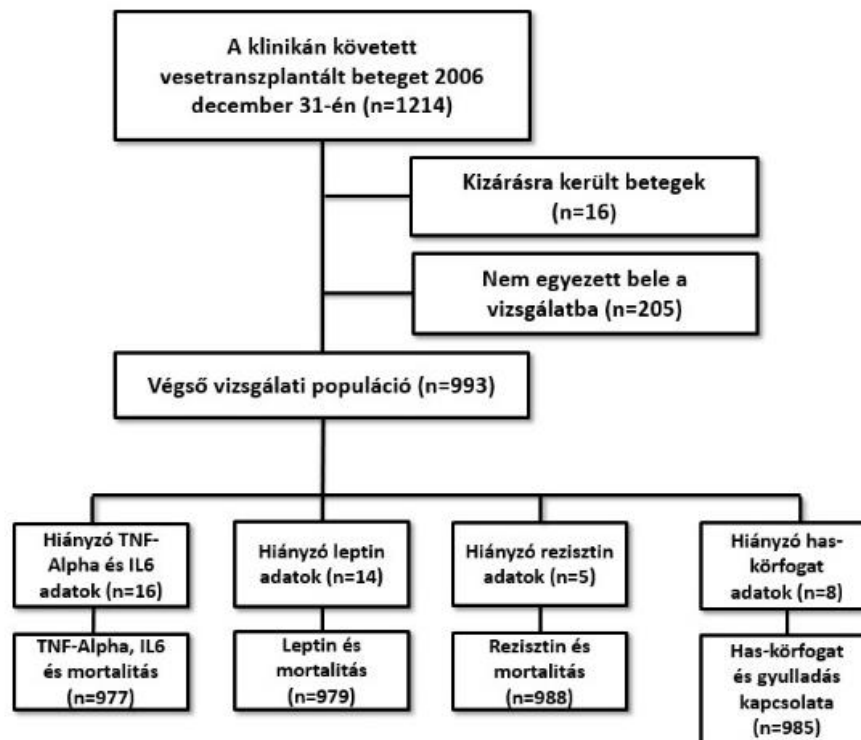 A klinikán követett
vesetranszplantált beteget 2006
december 31-én (n=1214)
Kizárásra került betegek
(n=16)
Nem egyezett bele a
vizsgálatba (n=205)
Végső vizsgálati populáció (n=993)
Hiányzó TNF-
Alpha és IL6
adatok (n=16)
Hiányzó leptin
adatok (n=14)
Hiányzó rezisztin
adatok (n=5)
Hiányzó has-
körfogat
adatok (n=8)
TNF-Alpha, IL6
és mortalitás
(n=977)
Leptin és
mortalitás
(n=979)
Rezisztin és
mortalitás
(n=988)
Has-körfogat
és gyulladás
kapcsolata
(n=985)